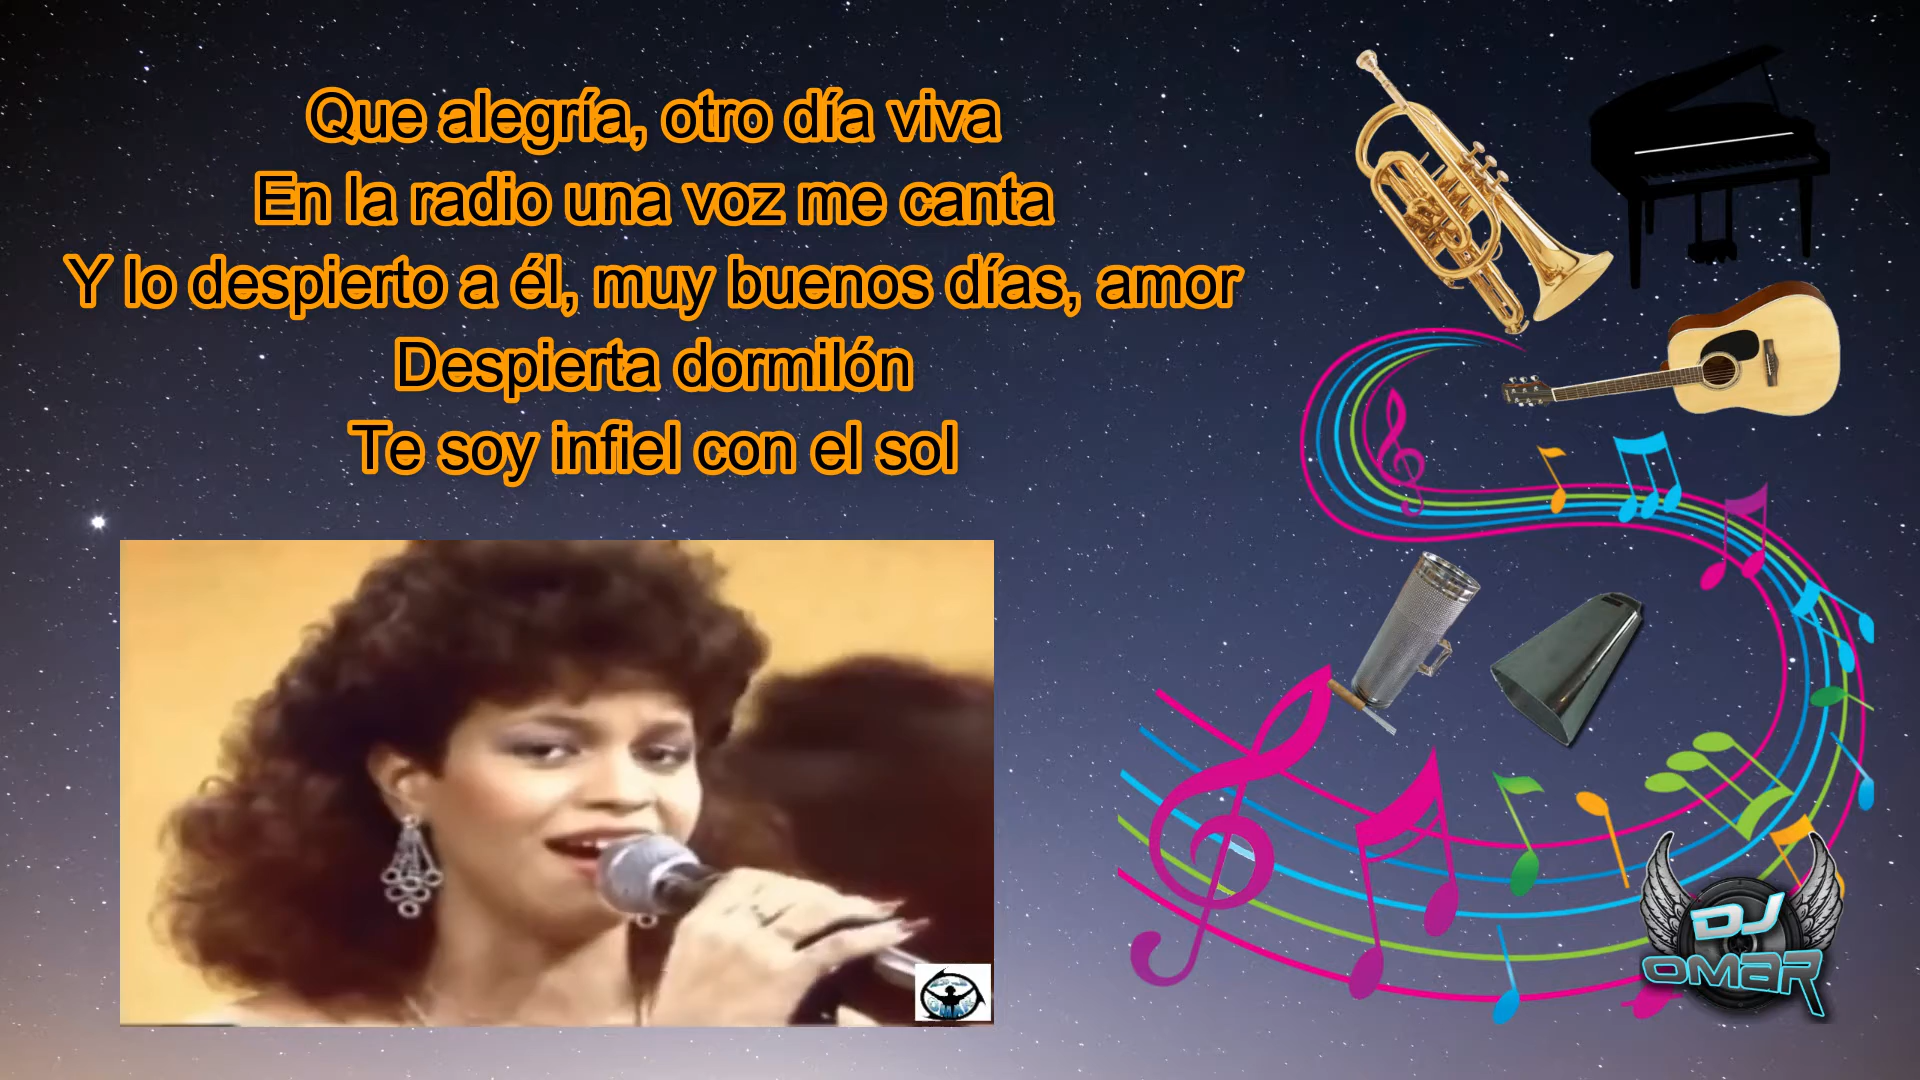 Que alegría, otro día viva
En la radio una voz me canta
Y lo despierto a él, muy buenos días, amor
Despierta dormilón
Te soy infiel con el sol
DJ
OMAR